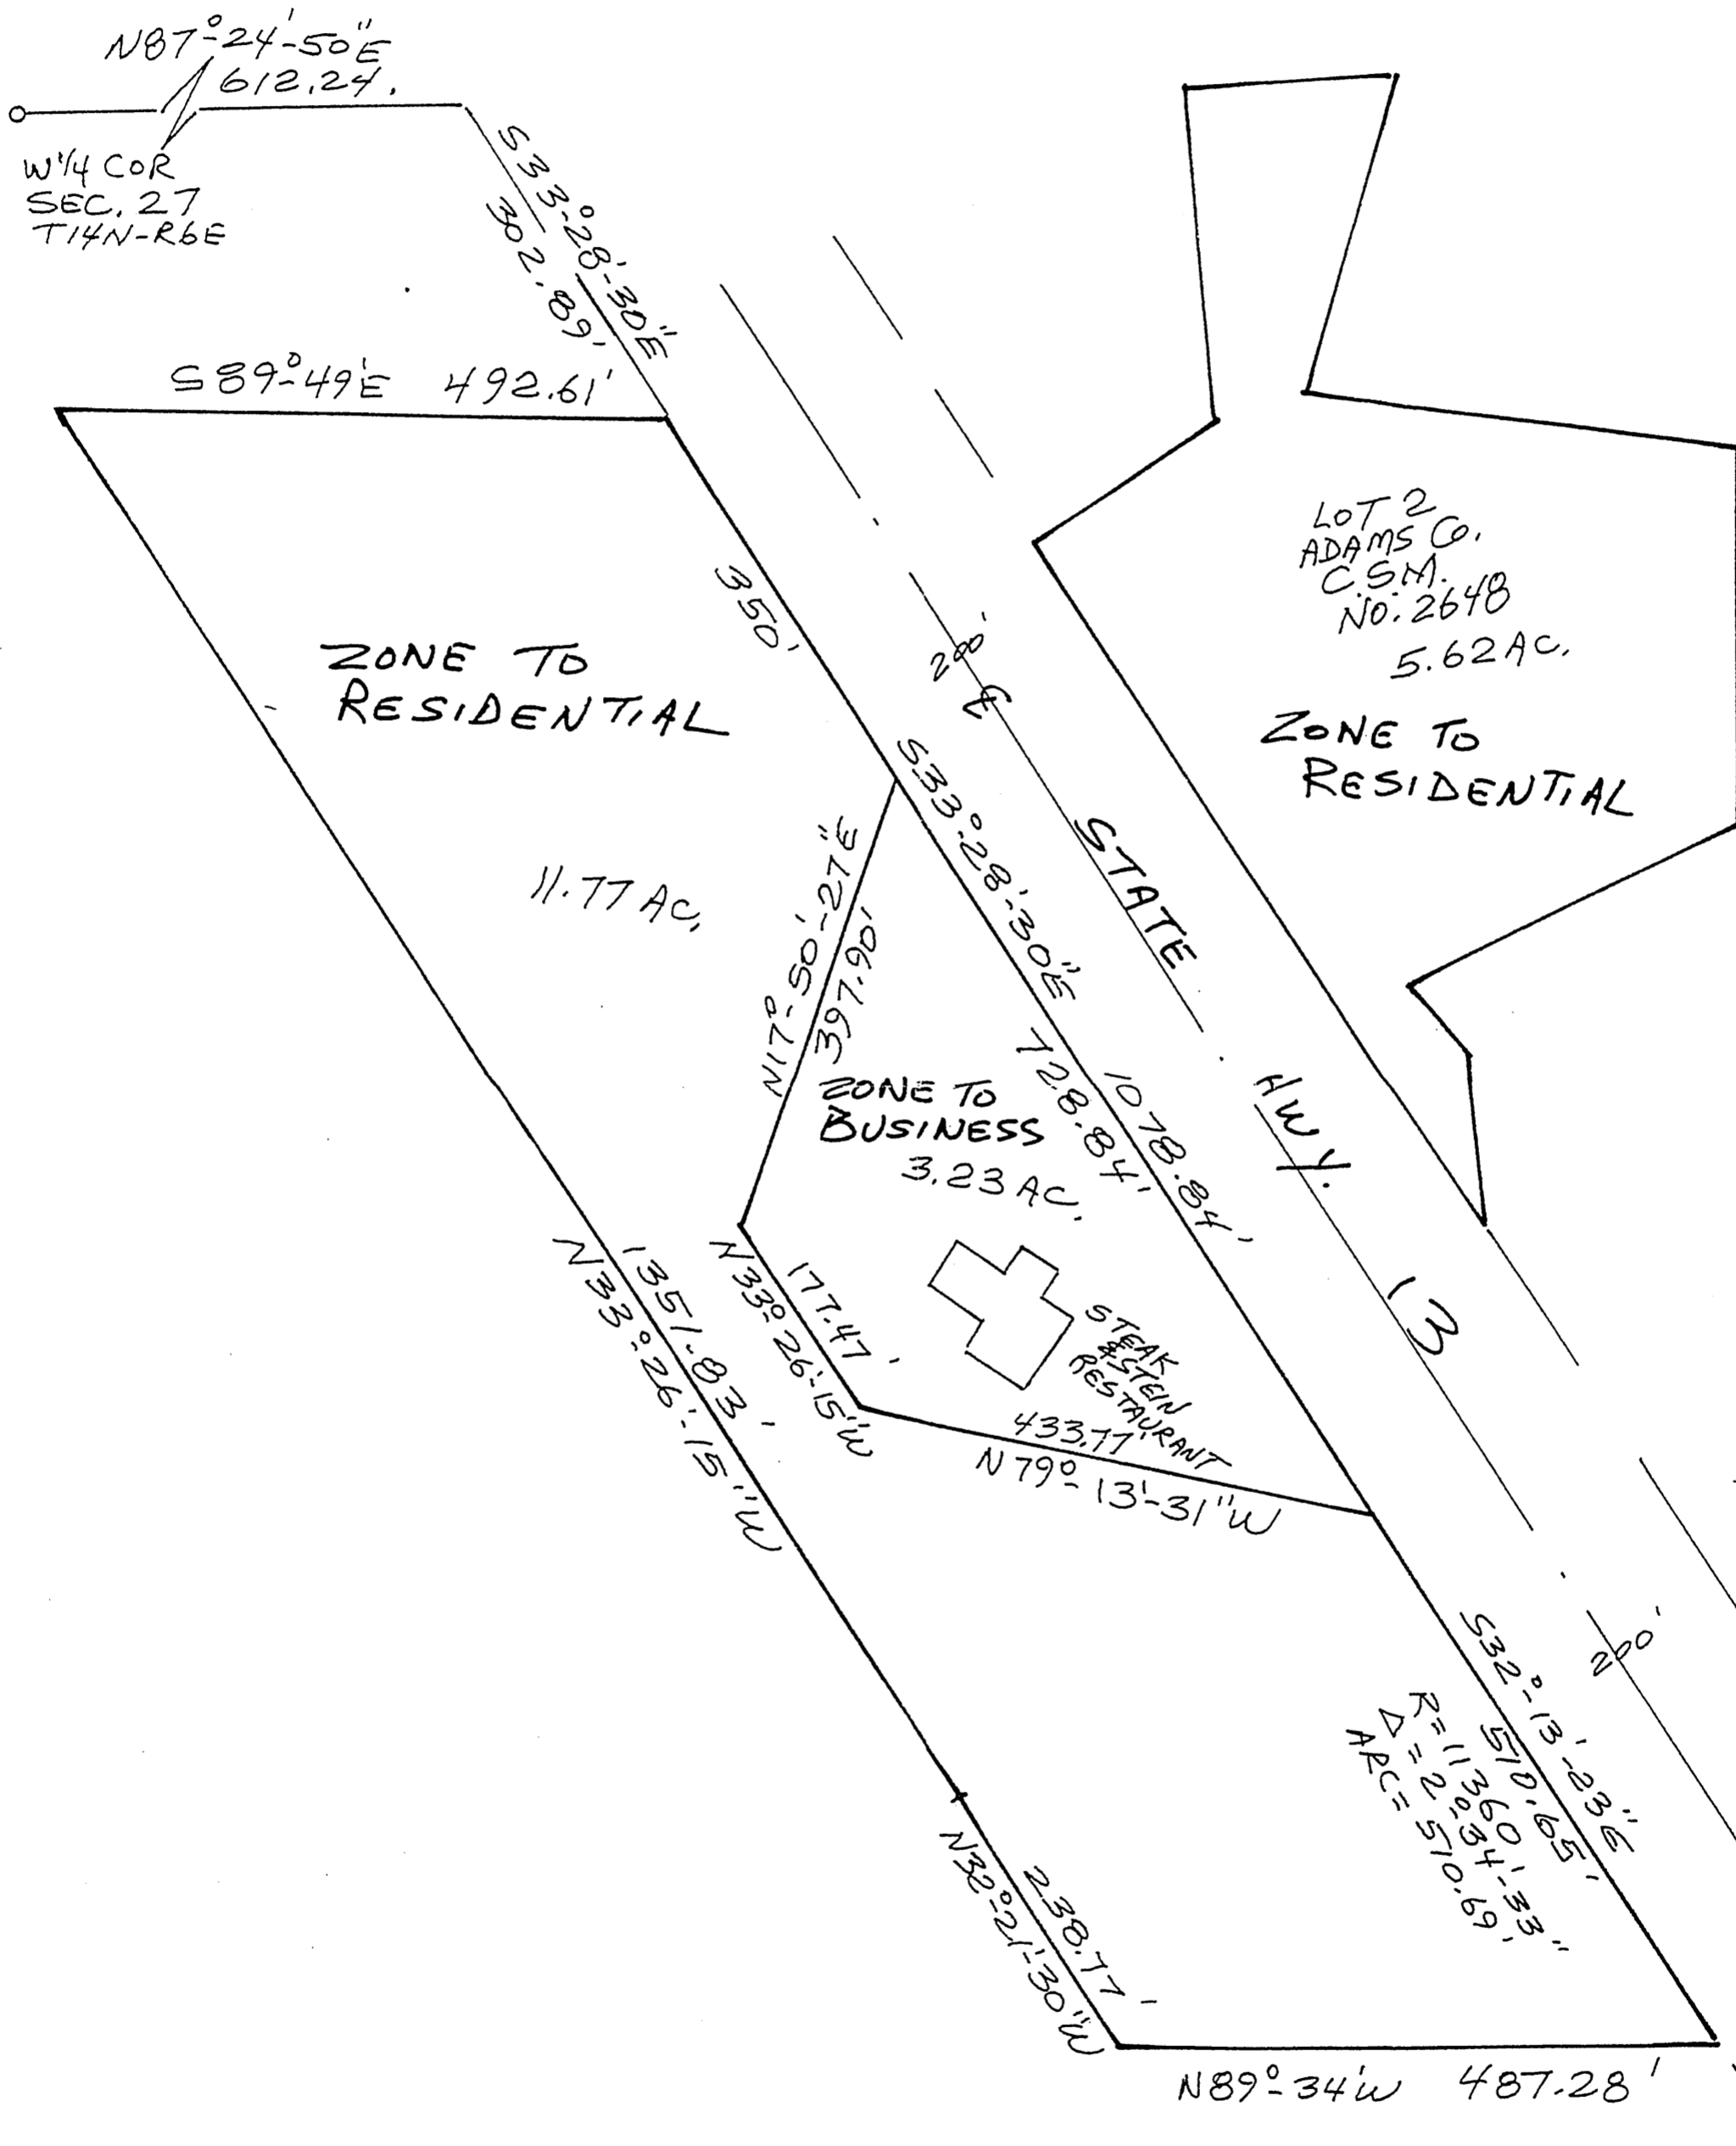 N87°-24'-50"E
612.24.
W'/4 COR
SEC. 27
T14N-R6E
S33°-28'-30"E
302.89'
S89°-49'E 492.61'
350'
ZONE TO
RESIDENTIAL
11.77 AC.
200'
LOT 2
ADAMS CO.
C.S.M.
NO. 2648
5.62 AC.
ZONE TO
RESIDENTIAL
STATE
HWY.
13
S33°-28'-30"E
1078.84'
728.84'
N17°-50'-27"E
397.90'
ZONE TO
BUSINESS
3.23 AC.
177.47'
N33°-26'-15"W
STEAK
&STEIN
RESTAURANT
433.77'
N79°-13'-31"W
1351.83'
N33°-26'-15"W
200'
S32°-13'-23"E
510.65'
R=11360'
Δ=2°-34'-33"
ARC= 510.69'
238.77'
N32°-21'-30"W
N89°-34'W 487.28'